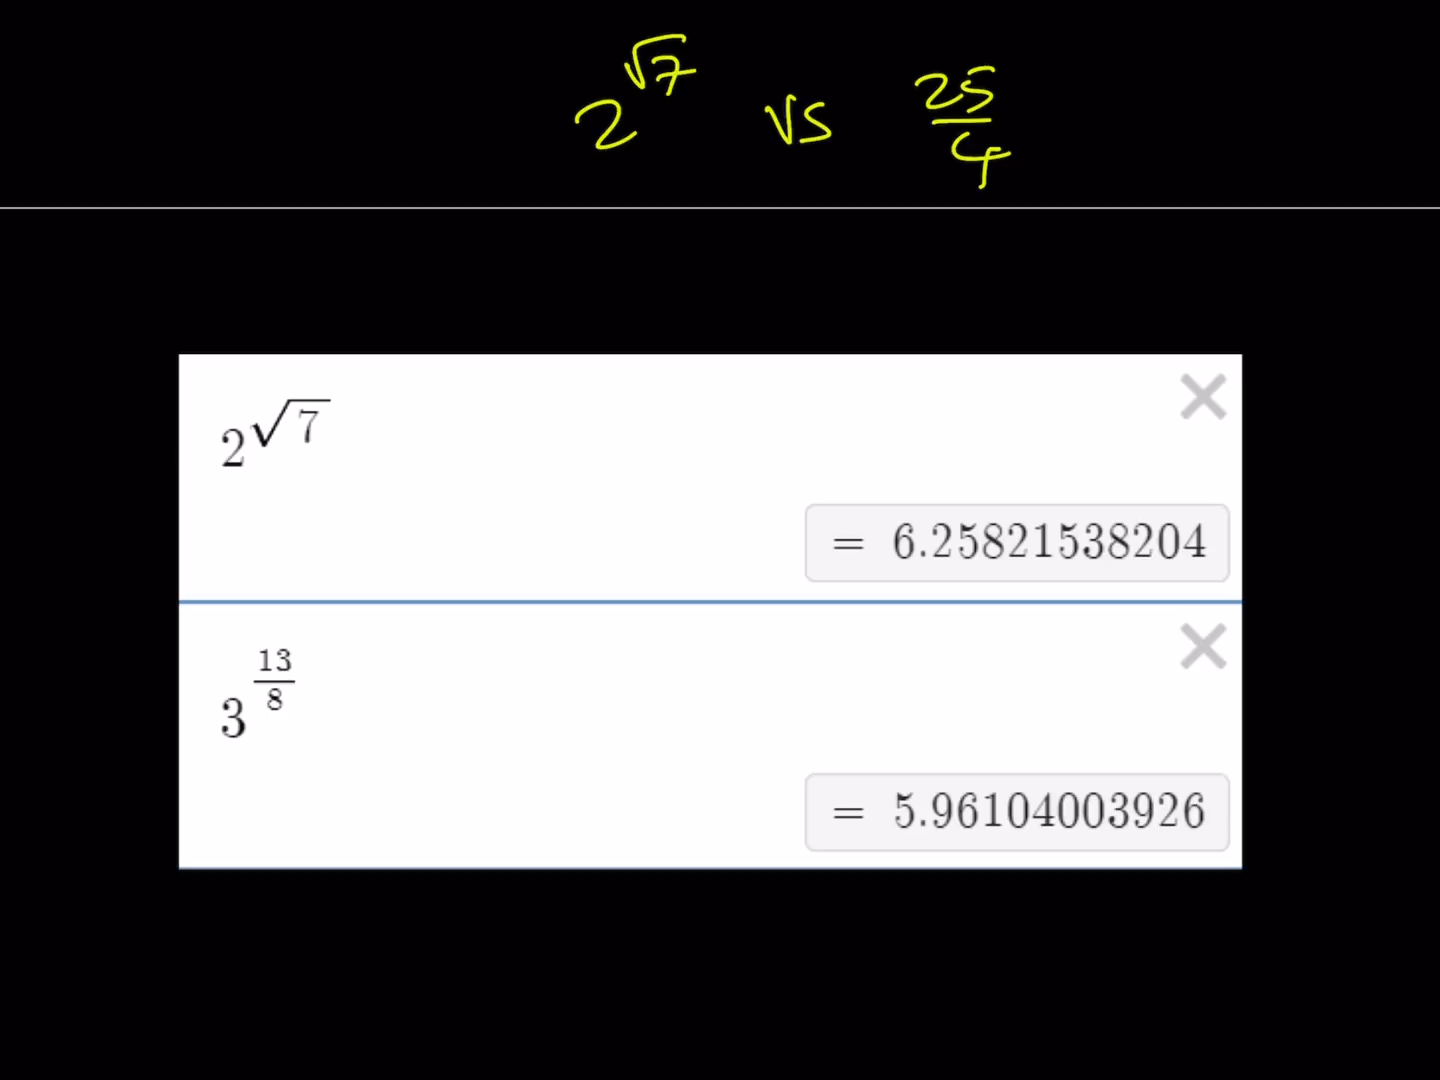 2^√7 vs 25/4
2^√7
= 6.25821538204
3^13/8
= 5.96104003926